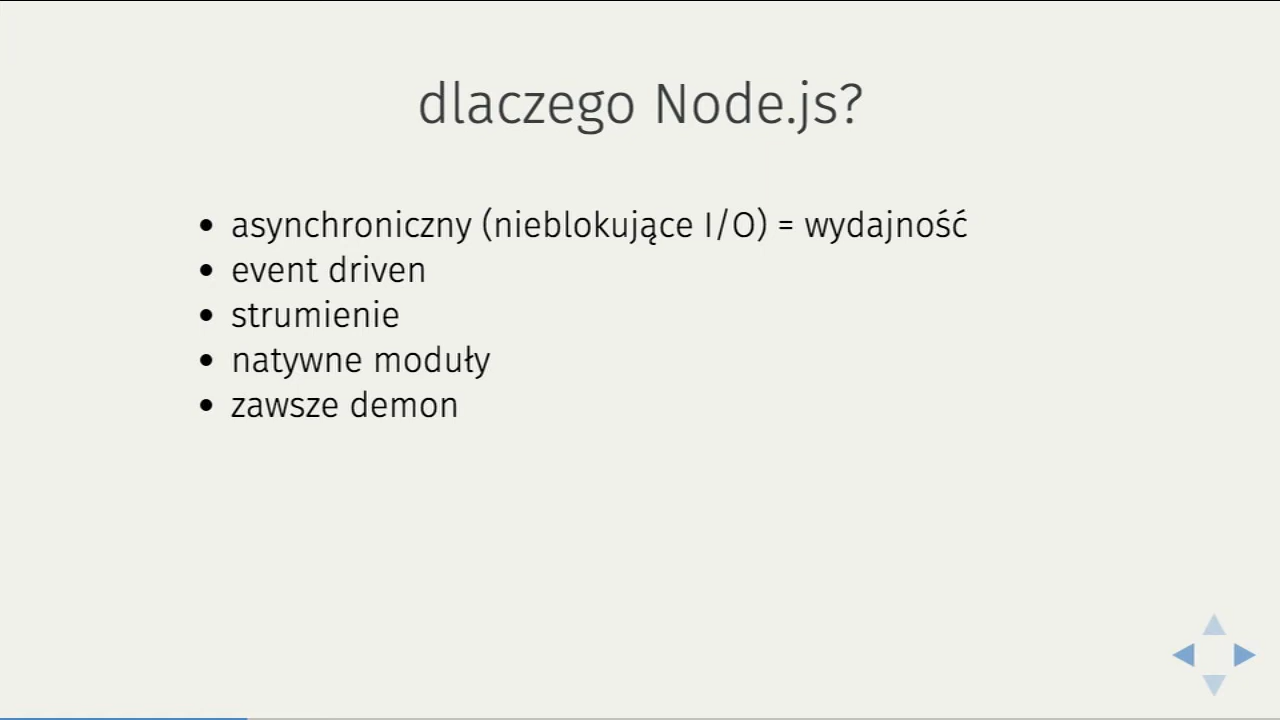 dlaczego Node.js?
• asynchroniczny (nieblokujące I/O) = wydajność
• event driven
• strumienie
• natywne moduły
• zawsze demon